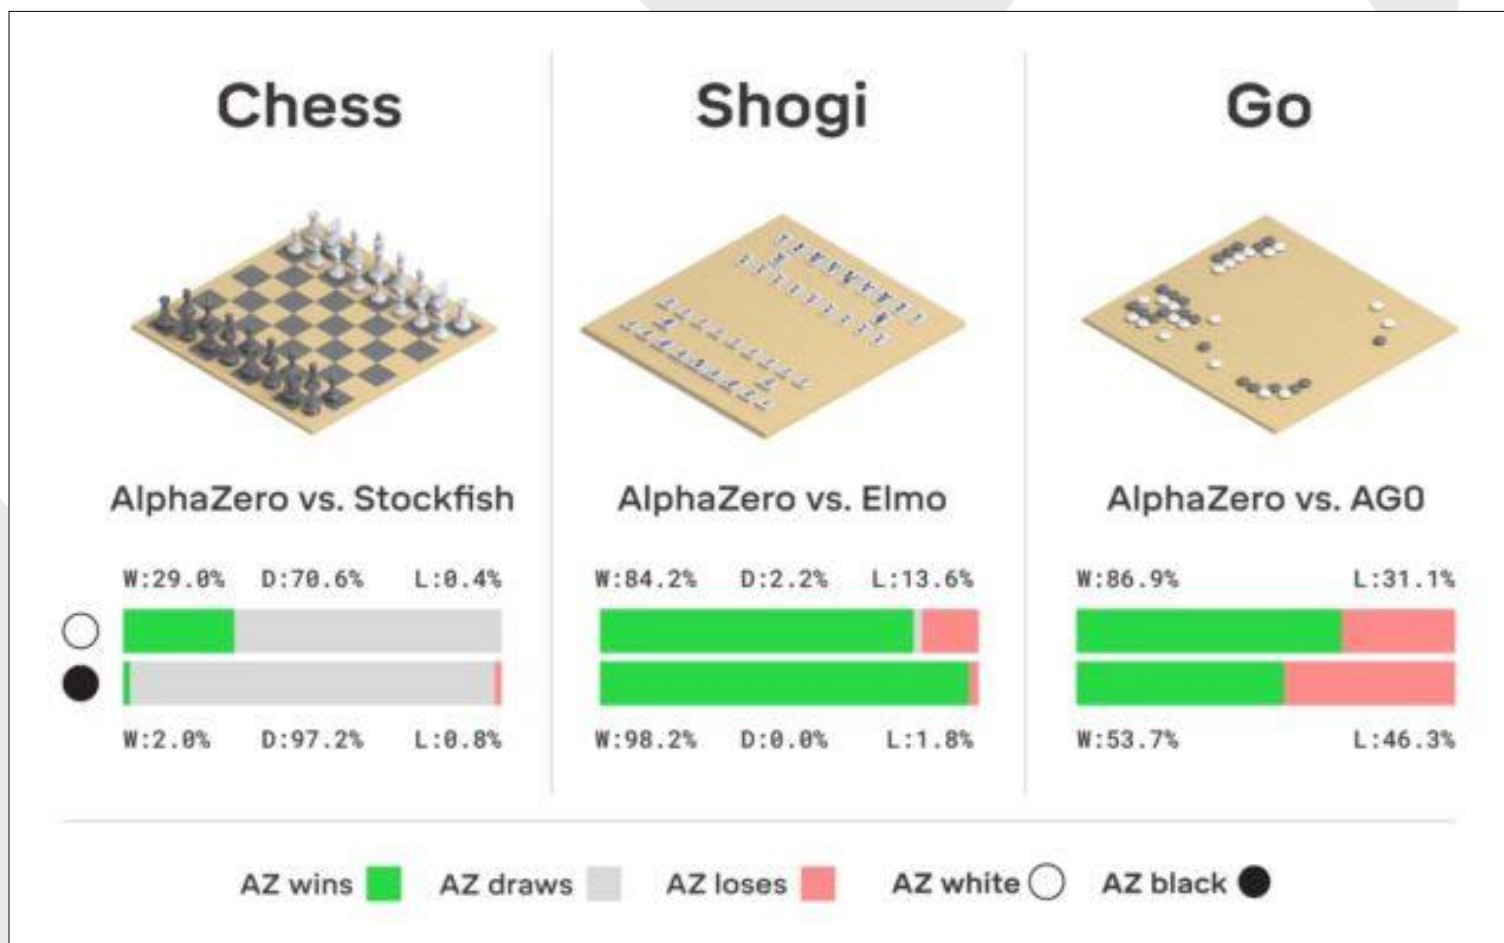 Chess
Shogi
Go
AlphaZero vs. Stockfish
AlphaZero vs. Elmo
AlphaZero vs. AG0
W:29.0% D:70.6% L:0.4%
W:84.2% D:2.2% L:13.6%
W:86.9% L:31.1%
W:2.0% D:97.2% L:0.8%
W:98.2% D:0.0% L:1.8%
W:53.7% L:46.3%
AZ wins AZ draws AZ loses AZ white AZ black